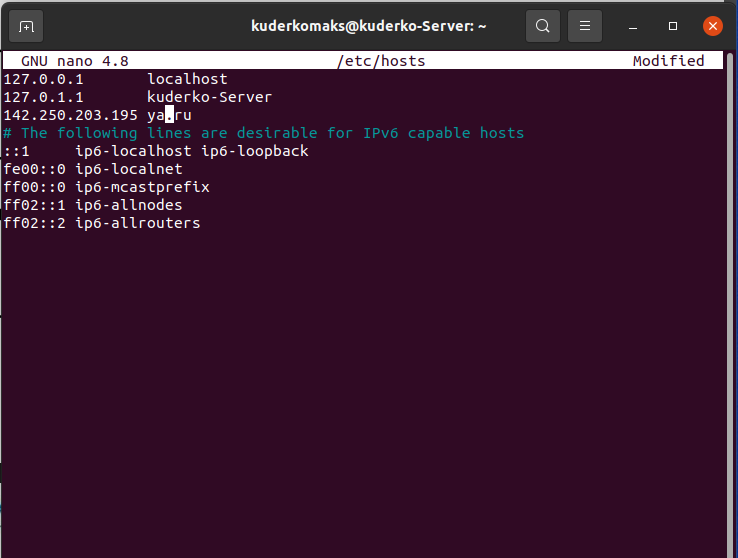 kuderkomaks@kuderko-Server: ~
GNU nano 4.8 /etc/hosts Modified
127.0.0.1 localhost
127.0.1.1 kuderko-Server
142.250.203.195 ya.ru
# The following lines are desirable for IPv6 capable hosts
::1 ip6-localhost ip6-loopback
fe00::0 ip6-localnet
ff00::0 ip6-mcastprefix
ff02::1 ip6-allnodes
ff02::2 ip6-allrouters